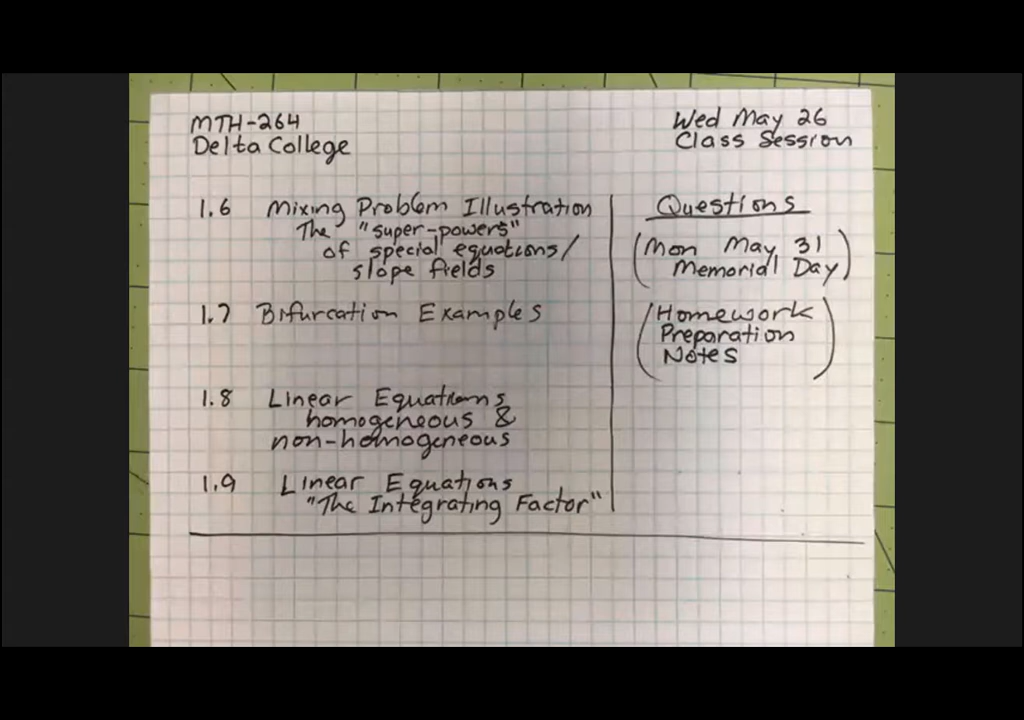 MTH-264
Delta College
Wed May 26
Class Session
1.6 Mixing Problem Illustration
The "super-powers"
of special equations/
slope fields
1.7 Bifurcation Examples
1.8 Linear Equations
homogeneous &
non-homogeneous
1.9 Linear Equations
"The Integrating Factor"
Questions
(Mon May 31
Memorial Day)
(Homework
Preparation
Notes)